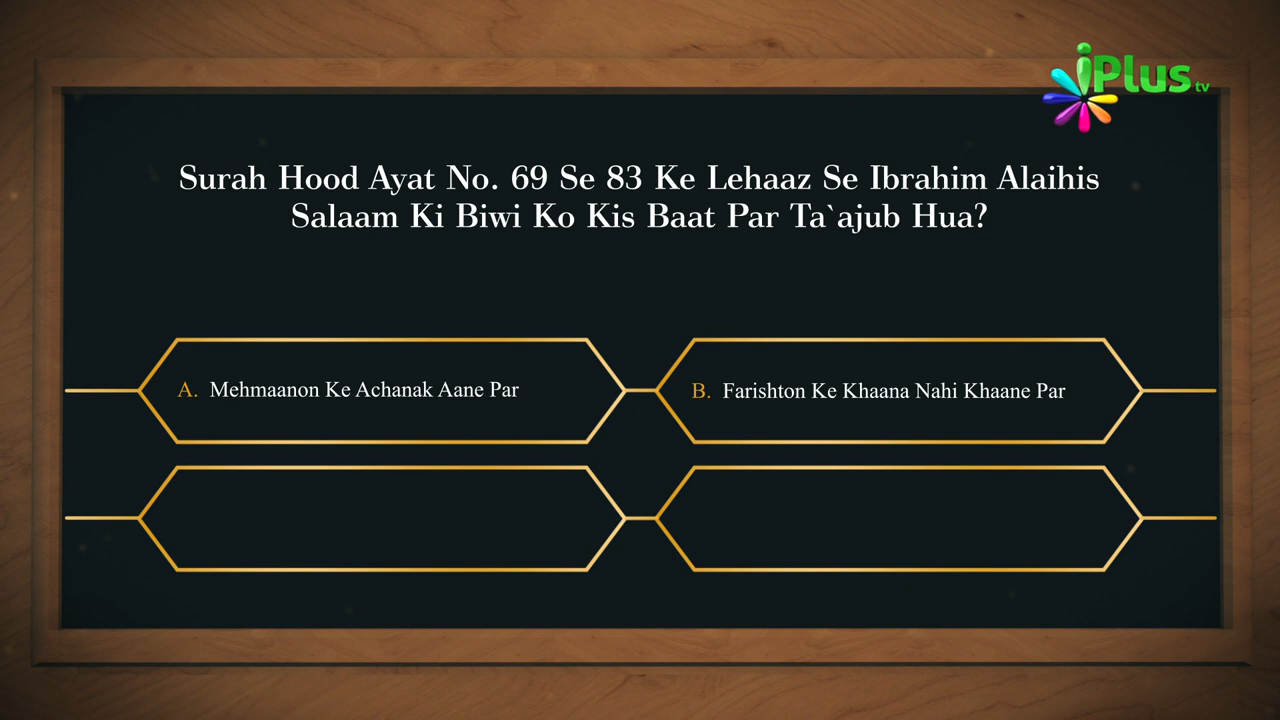 iPlus tv
Surah Hood Ayat No. 69 Se 83 Ke Lehaaz Se Ibrahim Alaihis
Salaam Ki Biwi Ko Kis Baat Par Ta`ajub Hua?
A. Mehmaanon Ke Achanak Aane Par
B. Farishton Ke Khaana Nahi Khaane Par